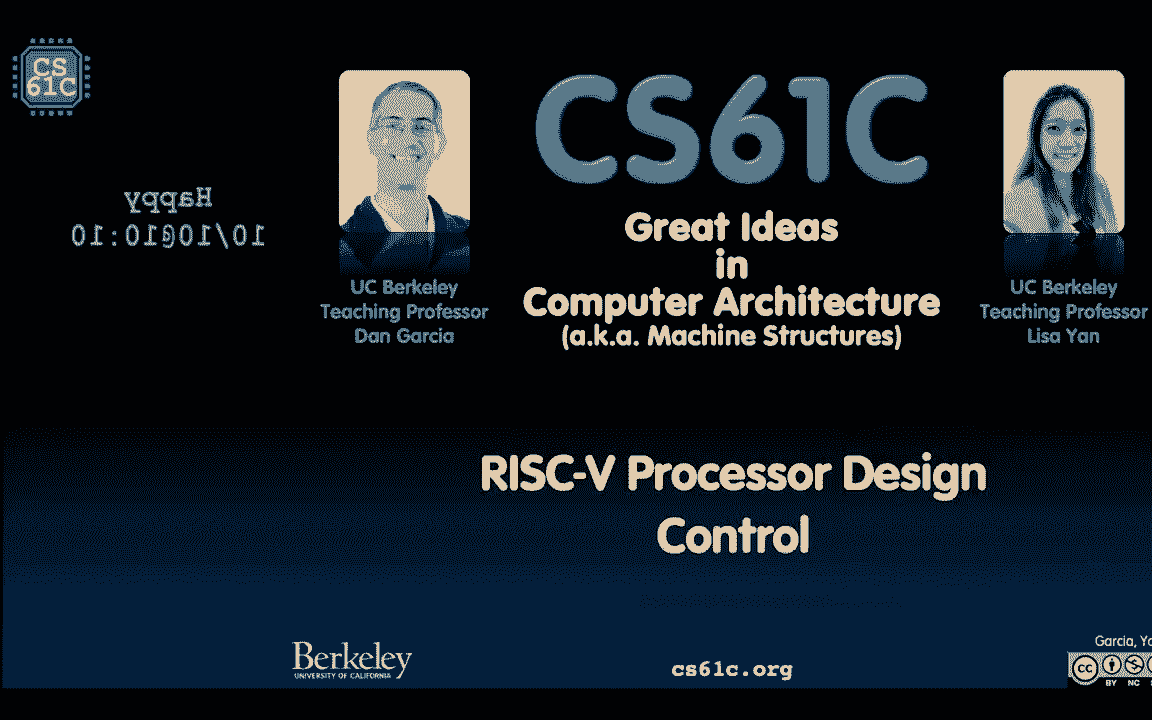 CS
61C
Happy
10/10@10:10
CS61C
Great Ideas
in
Computer Architecture
(a.k.a. Machine Structures)
UC Berkeley
Teaching Professor
Dan Garcia
UC Berkeley
Teaching Professor
Lisa Yan
RISC-V Processor Design
Control
Berkeley
UNIVERSITY OF CALIFORNIA
cs61c.org
Garcia,
cc
BY NC